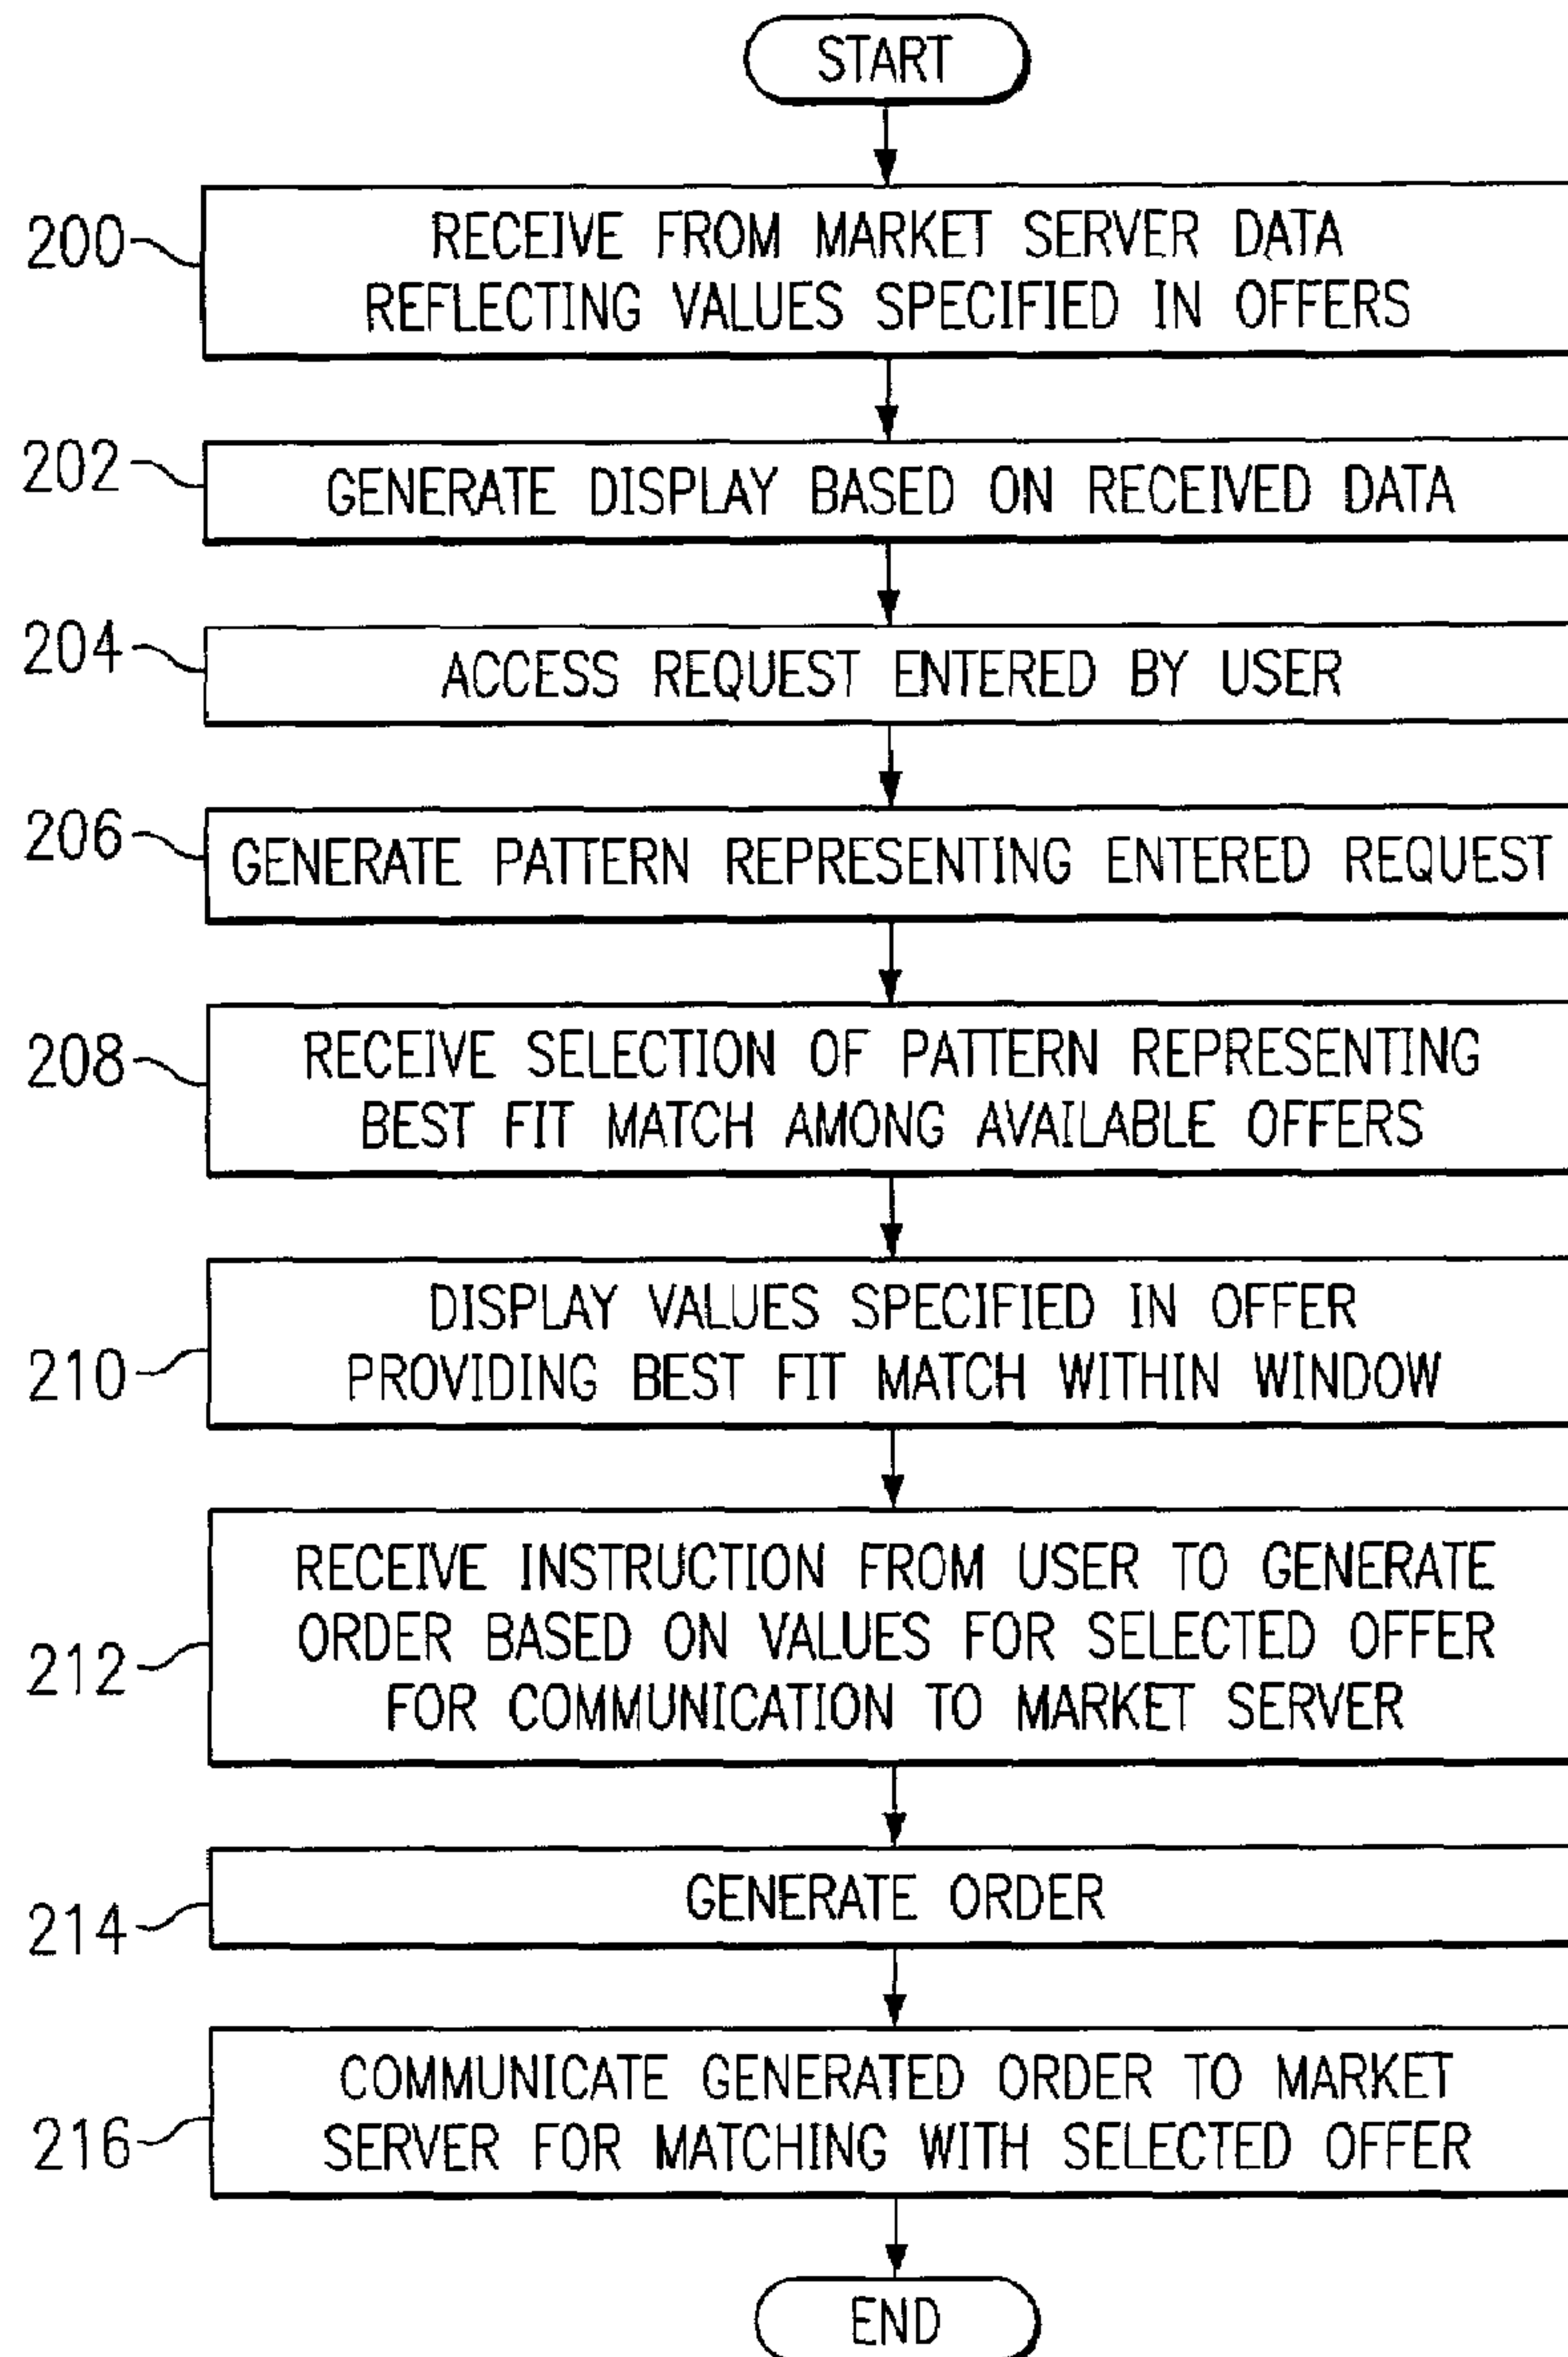 START
200
RECEIVE FROM MARKET SERVER DATA
REFLECTING VALUES SPECIFIED IN OFFERS
202
GENERATE DISPLAY BASED ON RECEIVED DATA
204
ACCESS REQUEST ENTERED BY USER
206
GENERATE PATTERN REPRESENTING ENTERED REQUEST
208
RECEIVE SELECTION OF PATTERN REPRESENTING
BEST FIT MATCH AMONG AVAILABLE OFFERS
210
DISPLAY VALUES SPECIFIED IN OFFER
PROVIDING BEST FIT MATCH WITHIN WINDOW
212
RECEIVE INSTRUCTION FROM USER TO GENERATE
ORDER BASED ON VALUES FOR SELECTED OFFER
FOR COMMUNICATION TO MARKET SERVER
214
GENERATE ORDER
216
COMMUNICATE GENERATED ORDER TO MARKET
SERVER FOR MATCHING WITH SELECTED OFFER
END